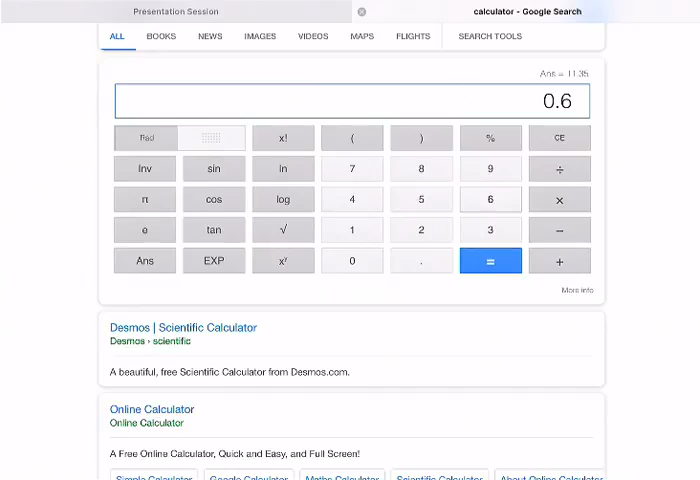 Presentation Session
calculator - Google Search
ALL BOOKS NEWS IMAGES VIDEOS MAPS FLIGHTS SEARCH TOOLS
Ans = 11.35
0.6
Rad x! ( ) % CE
Inv sin ln 7 8 9 ÷
π cos log 4 5 6 ×
e tan √ 1 2 3 −
Ans EXP xʸ 0 . = +
More info
Desmos | Scientific Calculator
Desmos › scientific
A beautiful, free Scientific Calculator from Desmos.com.
Online Calculator
Online Calculator
A Free Online Calculator, Quick and Easy, and Full Screen!
Simple Calculator Google Calculator Maths Calculator Scientific Calculator About Online Calculator